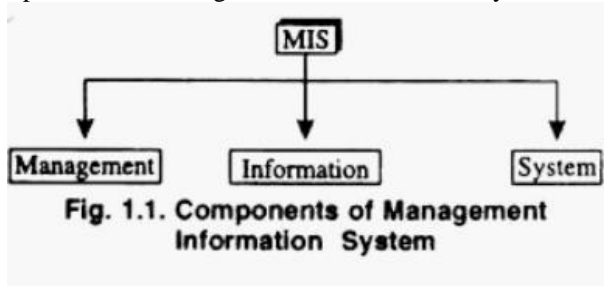 MIS
Management Information System
Fig. 1.1. Components of Management
Information System